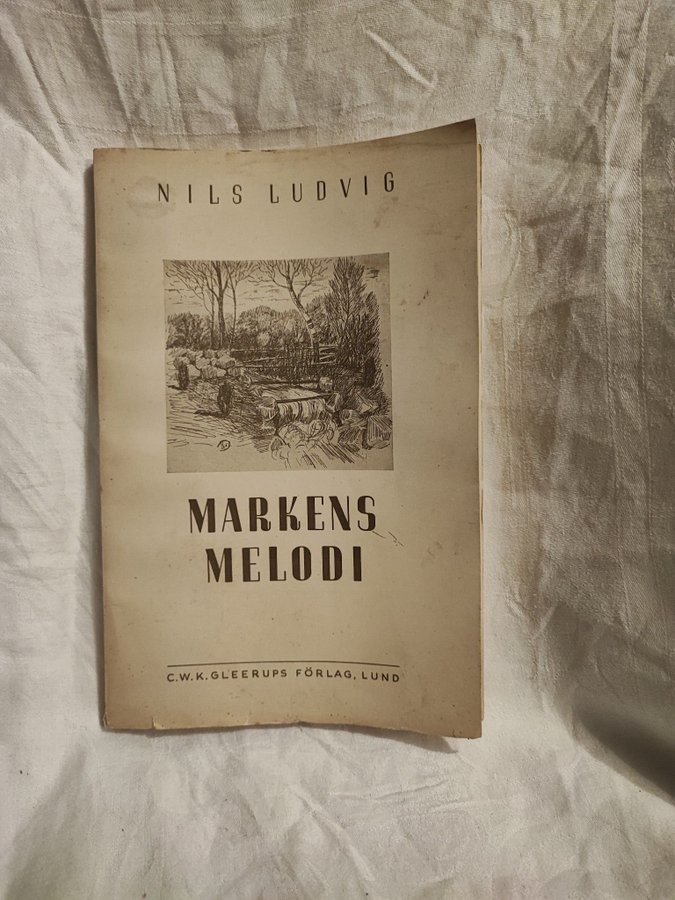 NILS LUDVIG
MARKENS
MELODI
C.W.K. GLEERUPS FÖRLAG, LUND